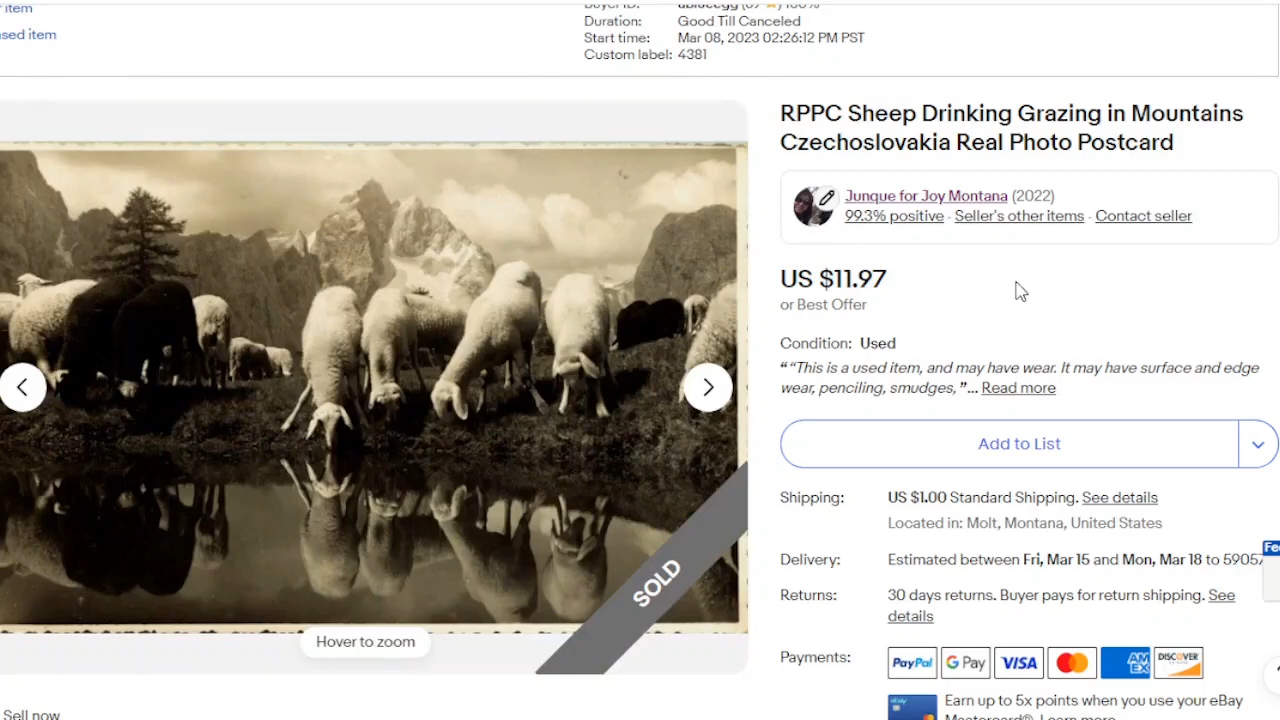 item
Duration: Good Till Canceled
sed item
Start time: Mar 08, 2023 02:26:12 PM PST
Custom label: 4381
RPPC Sheep Drinking Grazing in Mountains
Czechoslovakia Real Photo Postcard
Junque for Joy Montana (2022)
99.3% positive · Seller's other items · Contact seller
US $11.97
or Best Offer
Condition: Used
“ “This is a used item, and may have wear. It may have surface and edge
wear, penciling, smudges, ”... Read more
Add to List
Shipping: US $1.00 Standard Shipping. See details
Located in: Molt, Montana, United States
Delivery: Estimated between Fri, Mar 15 and Mon, Mar 18 to 59057
Returns: 30 days returns. Buyer pays for return shipping. See
details
SOLD
Hover to zoom
Payments: PayPal G Pay VISA AM EX DISCOVER
Earn up to 5x points when you use your eBay
Mastercard®. Learn more
Sell now